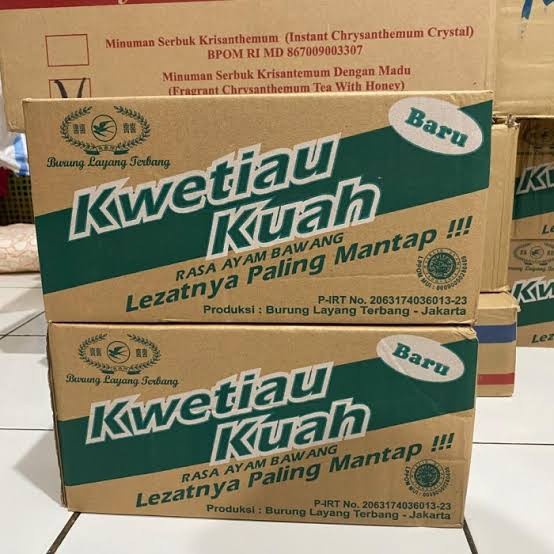 Minuman Serbuk Krisanthemum (Instant Chrysanthemum Crystal)
BPOM RI MD 867009003307
Minuman Serbuk Krisantemum Dengan Madu
(Fragrant Chrysanthemum Tea With Honey)
Burung Layang Terbang
Baru
Kwetiau
Kuah
RASA AYAM BAWANG
Lezatnya Paling Mantap !!!
P-IRT No. 2063174036013-23
Produksi : Burung Layang Terbang - Jakarta
Burung Layang Terbang
Baru
Kwetiau
Kuah
RASA AYAM BAWANG
Lezatnya Paling Mantap !!!
P-IRT No. 2063174036013-23
Produksi : Burung Layang Terbang - Jakarta